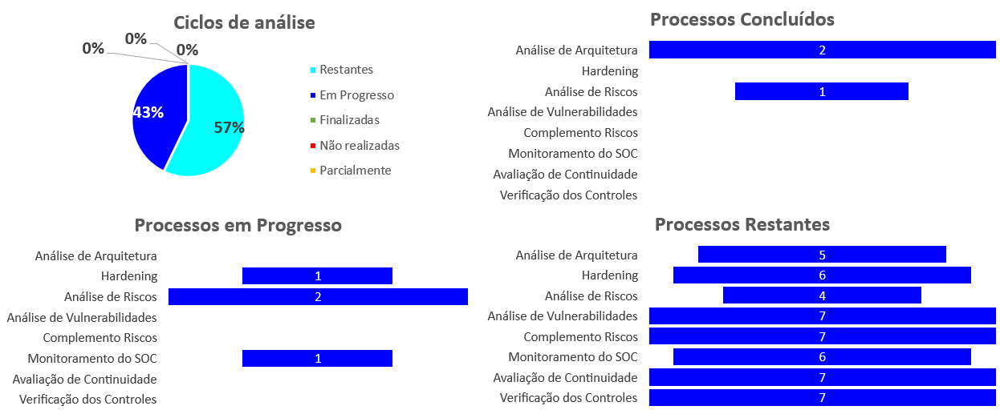 Ciclos de análise
0%
0%
0%
43%
57%
Restantes
Em Progresso
Finalizadas
Não realizadas
Parcialmente
Processos Concluídos
Análise de Arquitetura 2
Hardening
Análise de Riscos 1
Análise de Vulnerabilidades
Complemento Riscos
Monitoramento do SOC
Avaliação de Continuidade
Verificação dos Controles
Processos em Progresso
Análise de Arquitetura
Hardening 1
Análise de Riscos 2
Análise de Vulnerabilidades
Complemento Riscos
Monitoramento do SOC 1
Avaliação de Continuidade
Verificação dos Controles
Processos Restantes
Análise de Arquitetura 5
Hardening 6
Análise de Riscos 4
Análise de Vulnerabilidades 7
Complemento Riscos 7
Monitoramento do SOC 6
Avaliação de Continuidade 7
Verificação dos Controles 7